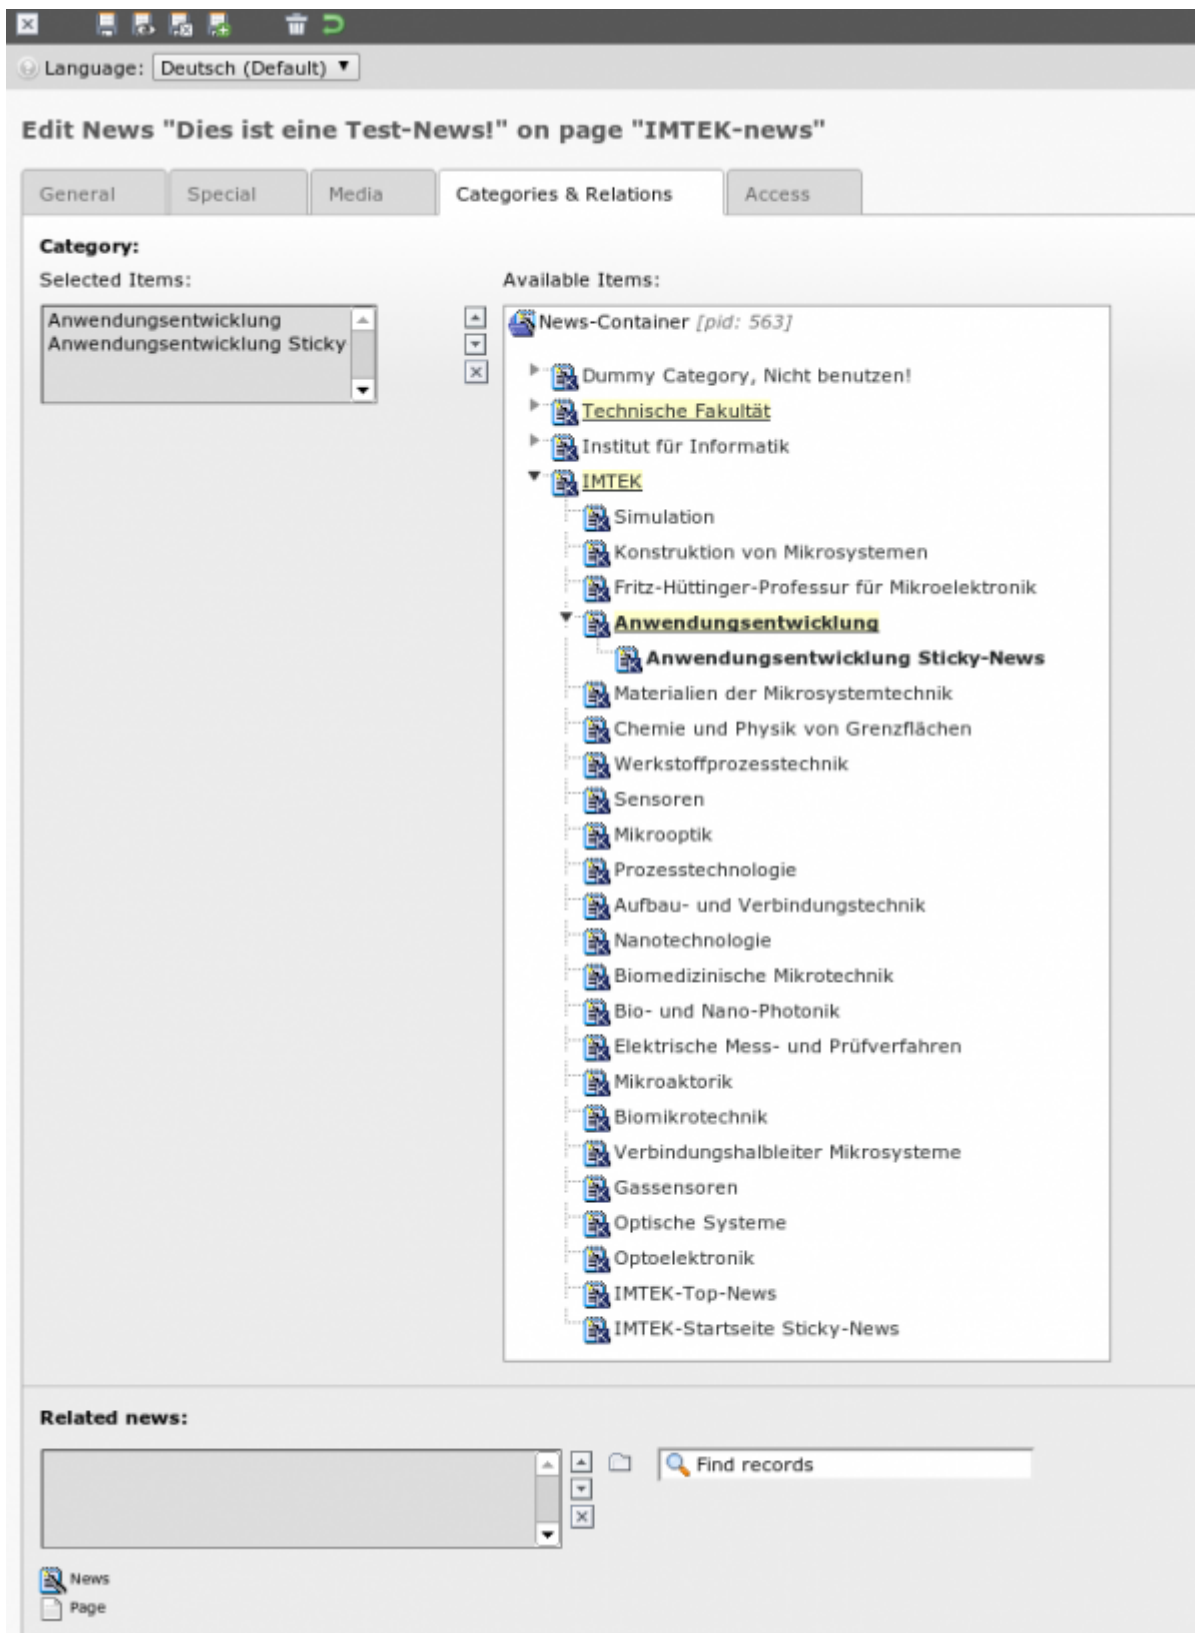 Language: Deutsch (Default)
Edit News "Dies ist eine Test-News!" on page "IMTEK-news"
General Special Media Categories & Relations Access
Category:
Selected Items: Available Items:
Anwendungsentwicklung
Anwendungsentwicklung Sticky
News-Container [pid: 563]
Dummy Category, Nicht benutzen!
Technische Fakultät
Institut für Informatik
IMTEK
Simulation
Konstruktion von Mikrosystemen
Fritz-Hüttinger-Professur für Mikroelektronik
Anwendungsentwicklung
Anwendungsentwicklung Sticky-News
Materialien der Mikrosystemtechnik
Chemie und Physik von Grenzflächen
Werkstoffprozesstechnik
Sensoren
Mikrooptik
Prozesstechnologie
Aufbau- und Verbindungstechnik
Nanotechnologie
Biomedizinische Mikrotechnik
Bio- und Nano-Photonik
Elektrische Mess- und Prüfverfahren
Mikroaktorik
Biomikrotechnik
Verbindungshalbleiter Mikrosysteme
Gassensoren
Optische Systeme
Optoelektronik
IMTEK-Top-News
IMTEK-Startseite Sticky-News
Related news:
Find records
News
Page